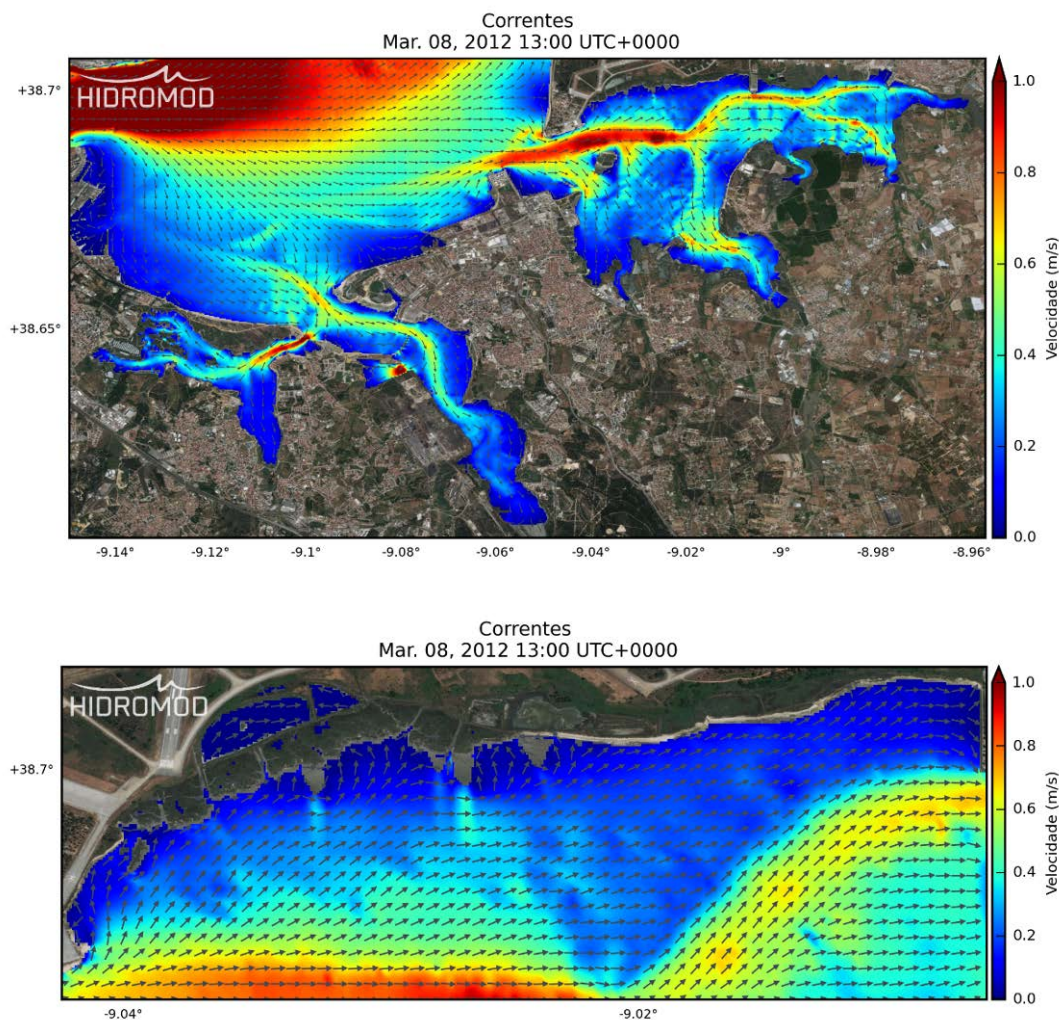 Correntes
Mar. 08, 2012 13:00 UTC+0000
HIDROMOD
+38.7°
+38.65°
-9.14° -9.12° -9.1° -9.08° -9.06° -9.04° -9.02° -9° -8.98° -8.96°
1.0
0.8
0.6
0.4
0.2
0.0
Velocidade (m/s)
Correntes
Mar. 08, 2012 13:00 UTC+0000
HIDROMOD
+38.7°
-9.04° -9.02°
1.0
0.8
0.6
0.4
0.2
0.0
Velocidade (m/s)